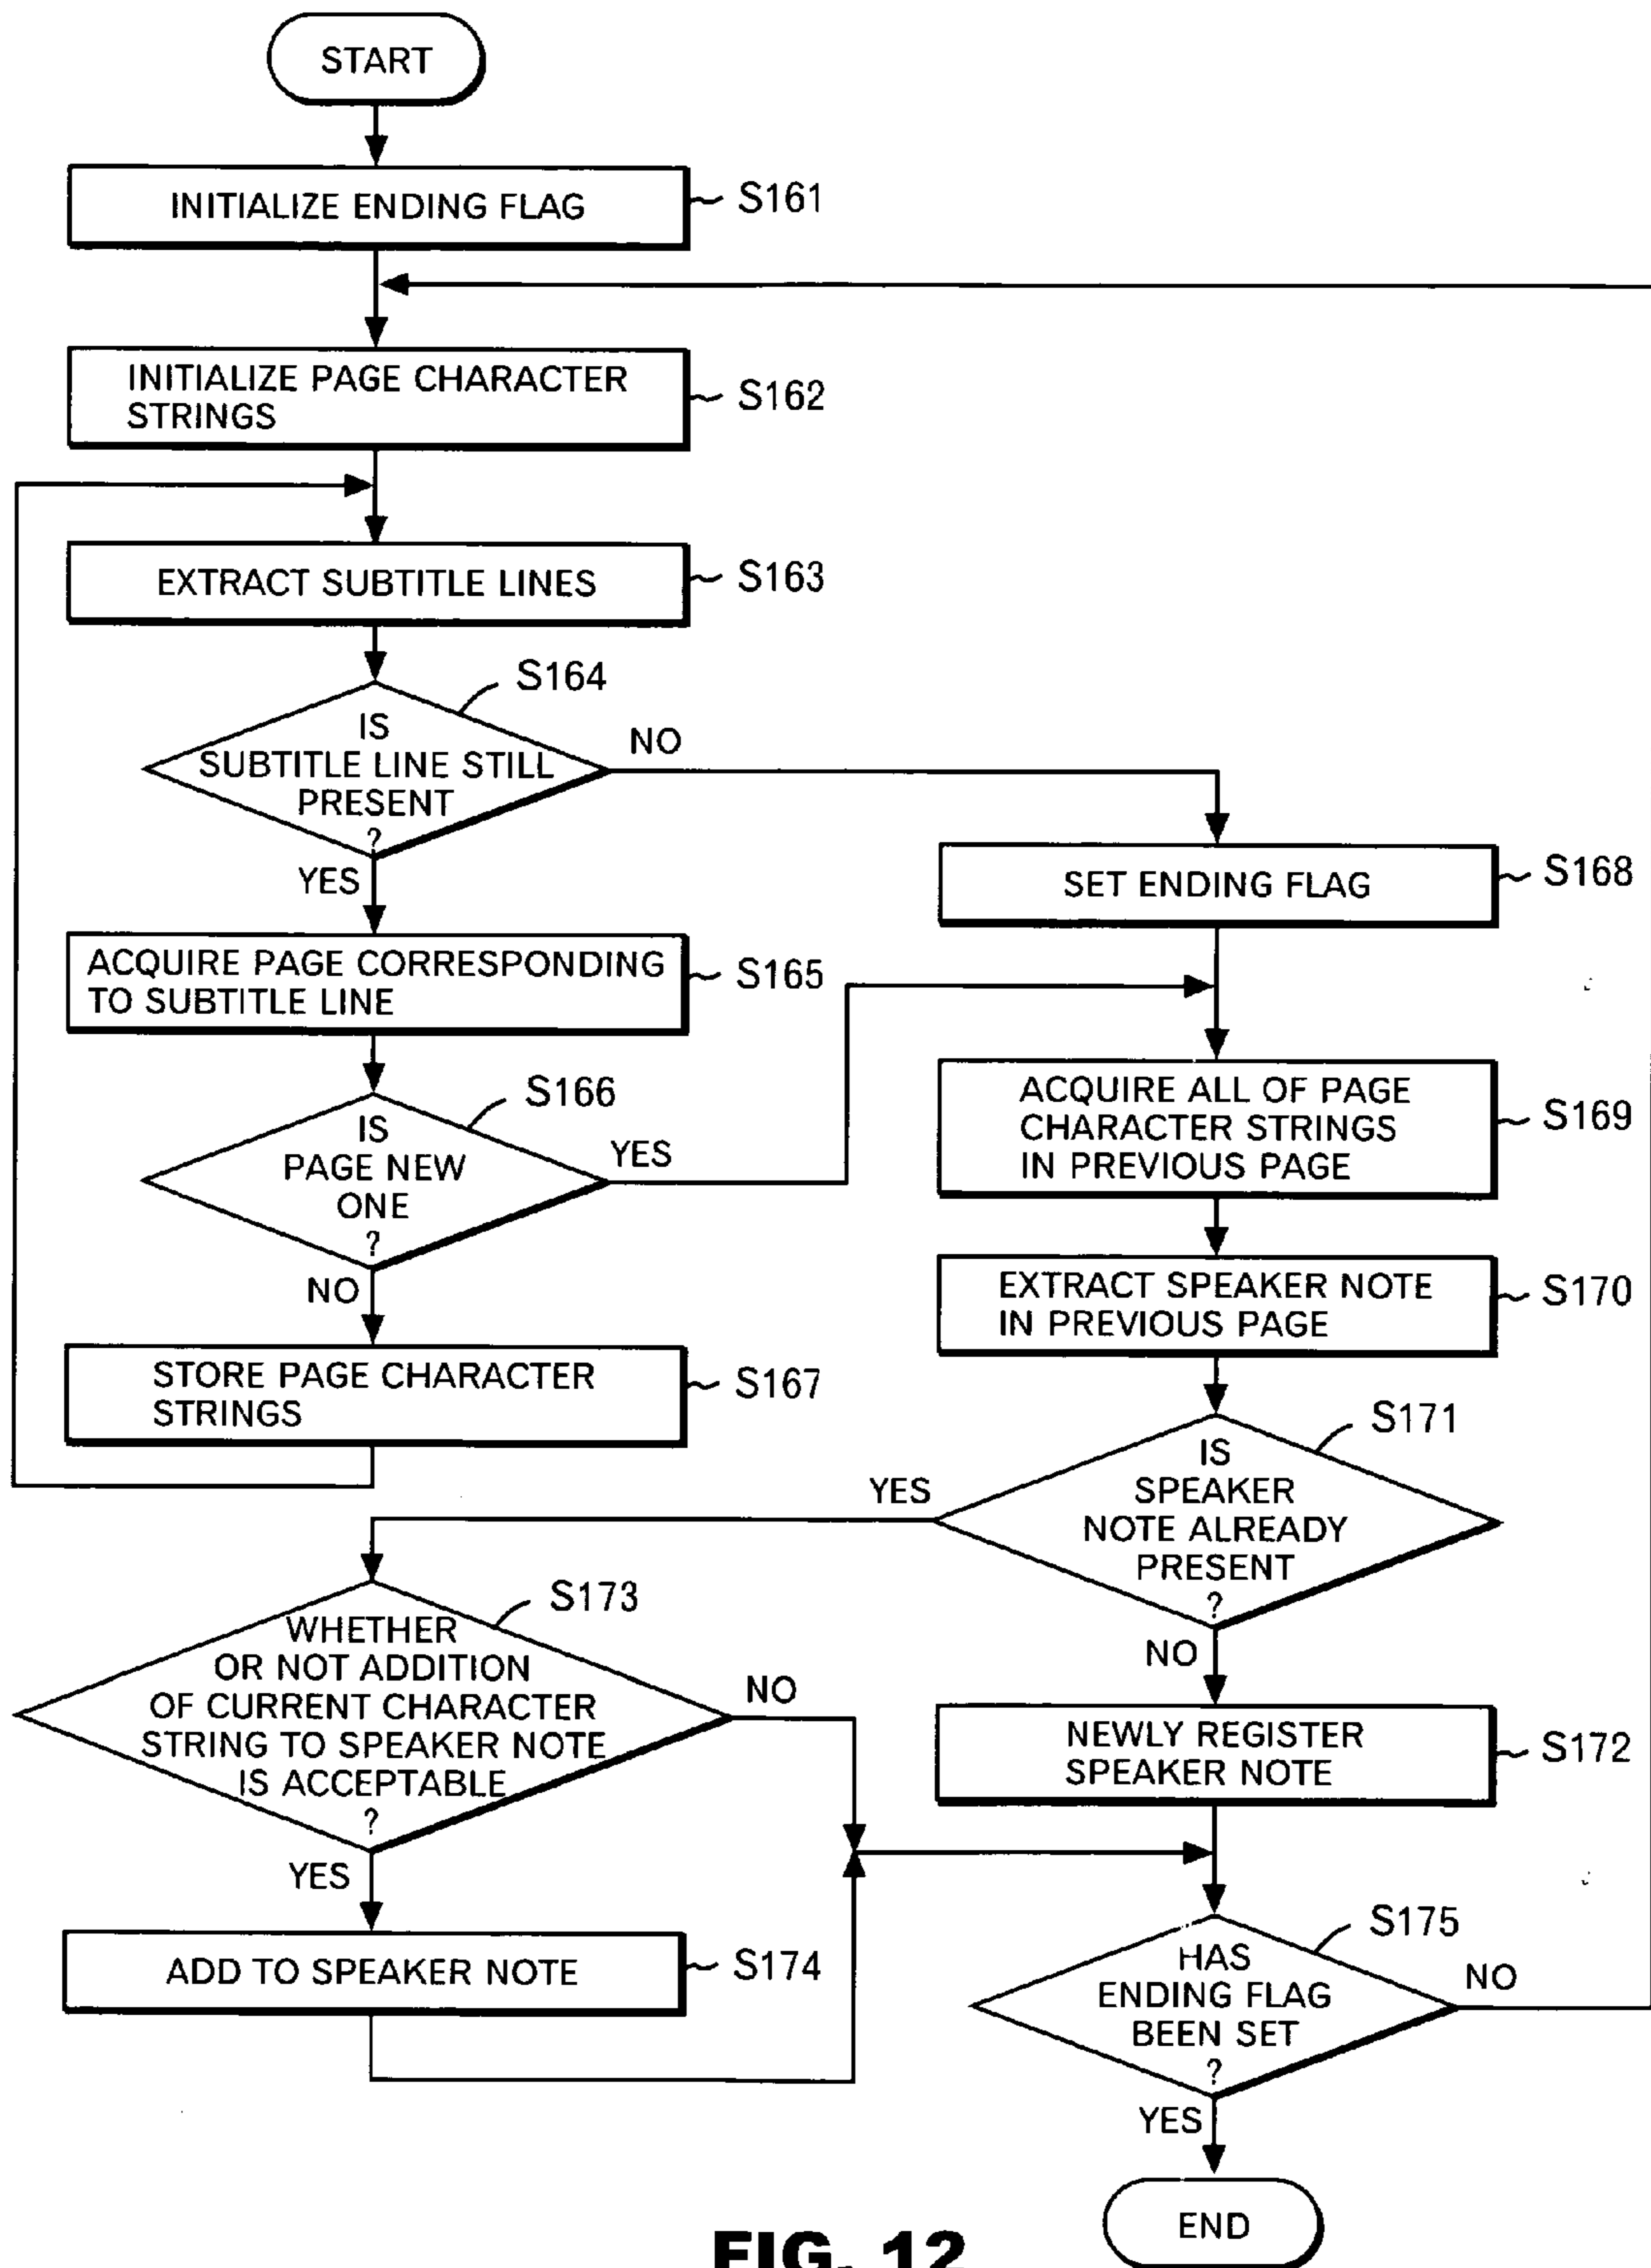 START
INITIALIZE ENDING FLAG
S161
INITIALIZE PAGE CHARACTER
STRINGS
S162
EXTRACT SUBTITLE LINES
S163
S164
IS
SUBTITLE LINE STILL
PRESENT
?
NO
YES
ACQUIRE PAGE CORRESPONDING
TO SUBTITLE LINE
S165
S166
IS
PAGE NEW
ONE
?
YES
NO
STORE PAGE CHARACTER
STRINGS
S167
SET ENDING FLAG
S168
ACQUIRE ALL OF PAGE
CHARACTER STRINGS
IN PREVIOUS PAGE
S169
EXTRACT SPEAKER NOTE
IN PREVIOUS PAGE
S170
S171
IS
SPEAKER
NOTE ALREADY
PRESENT
?
YES
NO
NEWLY REGISTER
SPEAKER NOTE
S172
S173
WHETHER
OR NOT ADDITION
OF CURRENT CHARACTER
STRING TO SPEAKER NOTE
IS ACCEPTABLE
?
NO
YES
ADD TO SPEAKER NOTE
S174
S175
HAS
ENDING FLAG
BEEN SET
?
NO
YES
END
FIG. 12